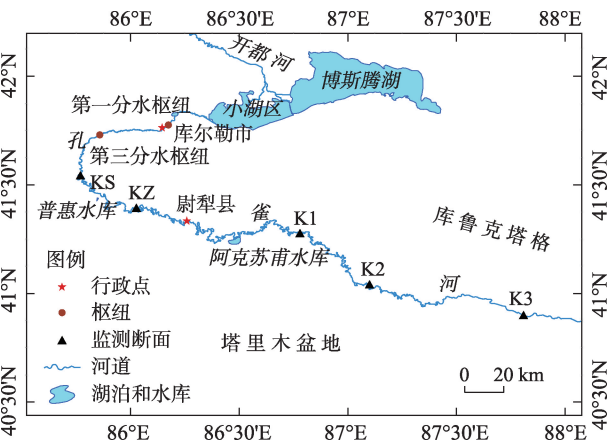 86°E 86°30′E 87°E 87°30′E 88°E
42°N 42°N
开都河
博斯腾湖
小湖区
第一分水枢纽
孔
库尔勒市
第三分水枢纽
41°30′N KS KZ 41°30′N
普惠水库
尉犁县
雀
K1
库鲁克塔格
阿克苏甫水库
图例
K2
河
行政点
41°N 41°N
K3
枢纽
监测断面
塔里木盆地
河道
0 20 km
湖泊和水库
40°30′N 40°30′N
86°E 86°30′E 87°E 87°30′E 88°E